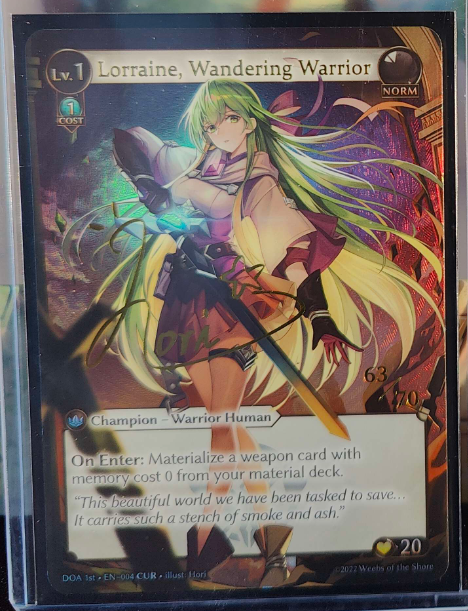 Lv. 1 Lorraine, Wandering Warrior
NORM
1
COST
Hori
63
70
Champion – Warrior Human
On Enter: Materialize a weapon card with
memory cost 0 from your material deck.
"This beautiful world we have been tasked to save...
It carries such a stench of smoke and ash."
20
DOA 1st • EN-004 CUR • Illust. Hori
2022 Weebs of the Shore